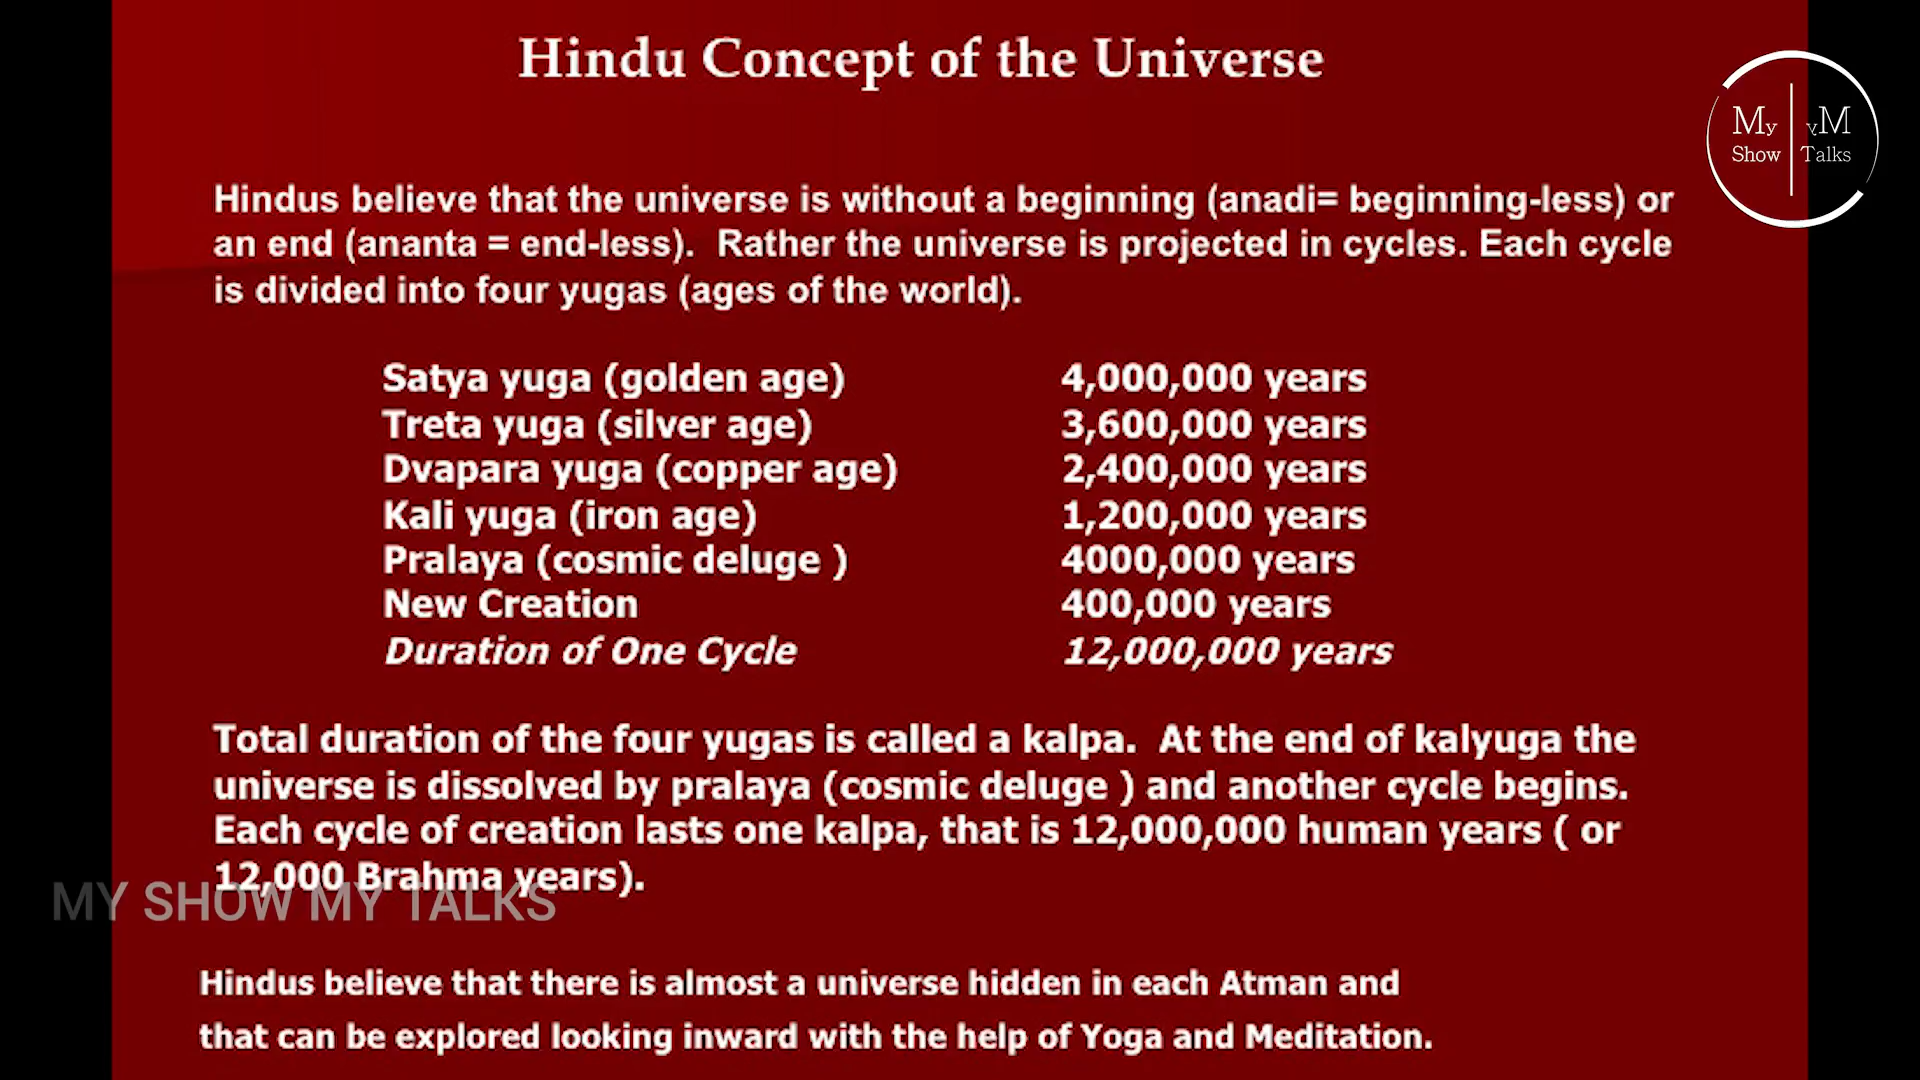 Hindu Concept of the Universe
My Show
My Talks
Hindus believe that the universe is without a beginning (anadi= beginning-less) or
an end (ananta = end-less). Rather the universe is projected in cycles. Each cycle
is divided into four yugas (ages of the world).
Satya yuga (golden age) 4,000,000 years
Treta yuga (silver age) 3,600,000 years
Dvapara yuga (copper age) 2,400,000 years
Kali yuga (iron age) 1,200,000 years
Pralaya (cosmic deluge ) 4000,000 years
New Creation 400,000 years
Duration of One Cycle 12,000,000 years
Total duration of the four yugas is called a kalpa. At the end of kalyuga the
universe is dissolved by pralaya (cosmic deluge ) and another cycle begins.
Each cycle of creation lasts one kalpa, that is 12,000,000 human years ( or
12,000 Brahma years).
MY SHOW MY TALKS
Hindus believe that there is almost a universe hidden in each Atman and
that can be explored looking inward with the help of Yoga and Meditation.